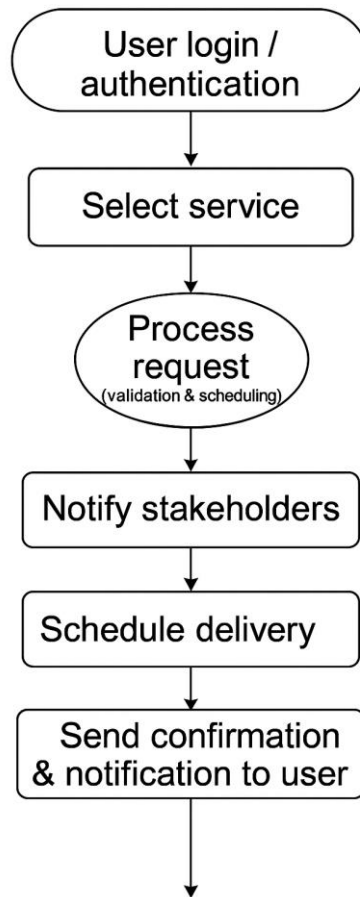 User login /
authentication
Select service
Process
request
(validation & scheduling)
Notify stakeholders
Schedule delivery
Send confirmation
& notification to user